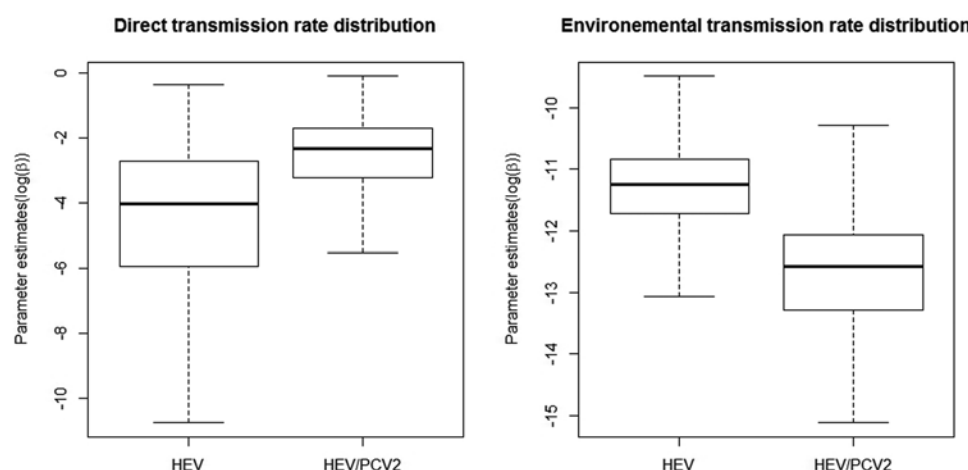 Direct transmission rate distribution
Parameter estimates(log(β))
0
-2
-4
-6
-8
-10
HEV
HEV/PCV2
Environemental transmission rate distribution
Parameter estimates(log(β))
-10
-11
-12
-13
-14
-15
HEV
HEV/PCV2